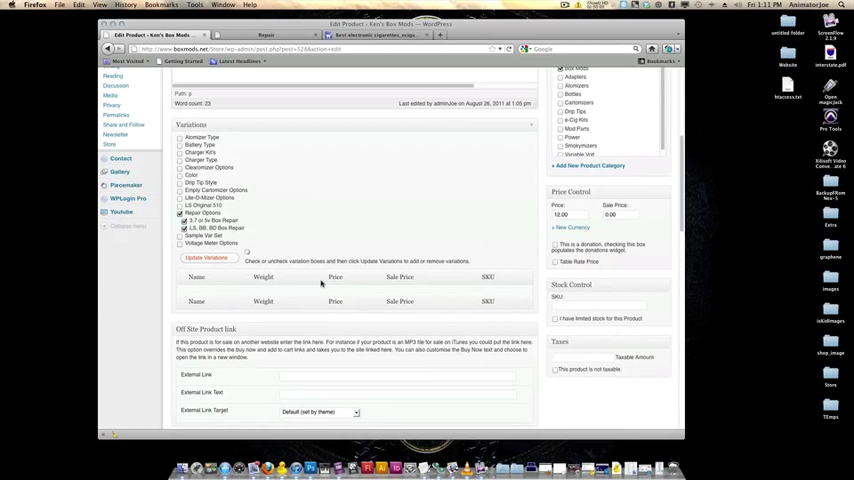 Firefox File Edit View History Bookmarks Tools Window Help
Fri 1:11 PM AnimatorJoe
Edit Product ‹ Ken's Box Mods — WordPress
Edit Product ‹ Ken's Box Mods — ...
Repair
Best electronic cigarettes_eciga...
http://www.boxmods.net/Store/wp-admin/post.php?post=528&action=edit
Google
Most Visited
Getting Started
Latest Headlines
Bookmarks
Reading
Discussion
Media
Privacy
Permalinks
Share and Follow
Newsletter
Store
Contact
Gallery
Piecemaker
WPLogin Pro
Youtube
Collapse menu
Path: p
Word count: 23
Last edited by adminJoe on August 26, 2011 at 1:05 pm
Variations
Atomizer Type
Battery Type
Charger Kit's
Charger Type
Clearomizer Options
Color
Drip Tip Style
Empty Cartomizer Options
Lite-O-Mizer Options
LS Original 510
Repair Options
3.7 or 5v Box Repair
LS, BB, BD Box Repair
Sample Var Set
Voltage Meter Options
Update Variations
Check or uncheck variation boxes and then click Update Variations to add or remove variations.
Name Weight Price Sale Price SKU
Name Weight Price Sale Price SKU
Off Site Product link
If this product is for sale on another website enter the link here. For instance if your product is an MP3 for sale on iTunes you could put the link here.
This option overrides the buy now and add to cart links and takes you to the site linked here. You can also customise the Buy Now text and choose to
open the link in a new window.
External Link
External Link Text
External Link Target
Default (set by theme)
Box Mods
Adapters
Atomizers
Bottles
Cartomizers
Drip Tips
e-Cig Kits
Mod Parts
Power
Smokymizers
Variable Volt
+ Add New Product Category
Price Control
Price: Sale Price:
12.00 0.00
+ New Currency
This is a donation, checking this box
populates the donations widget.
Table Rate Price
Stock Control
SKU:
I have limited stock for this Product
Taxes
Taxable Amount
This product is not taxable.
untitled folder
ScreenFlow
2.1.9
Website
interstate.pdf
htaccess.txt
Open
magicJack
Pro Tools
Xilisoft Video
Conve...ate 6
BackupFROM
Nex-5
Extra
graphene
images
isKidImages
shop_image
Store
TEmps